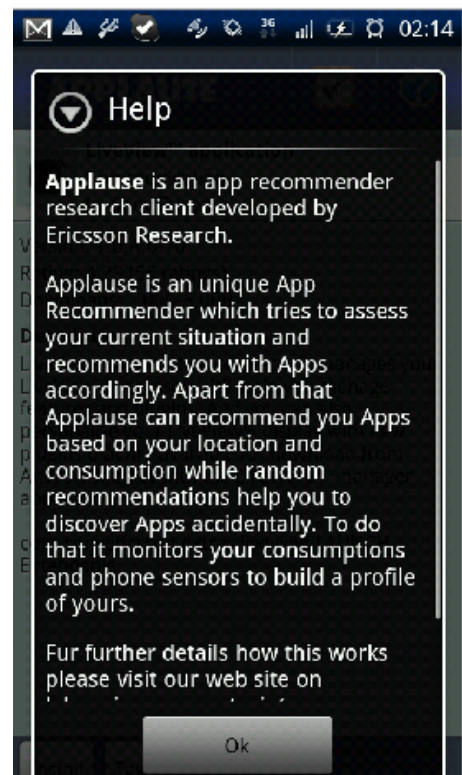 3G
02:14
APPLAUSE
LiveView™ application
Help
Applause is an app recommender
research client developed by
Ericsson Research.
Applause is an unique App
Recommender which tries to assess
your current situation and
recommends you with Apps
accordingly. Apart from that
Applause can recommend you Apps
based on your location and
consumption while random
recommendations help you to
discover Apps accidentally. To do
that it monitors your consumptions
and phone sensors to build a profile
of yours.
Fur further details how this works
please visit our web site on
Ok